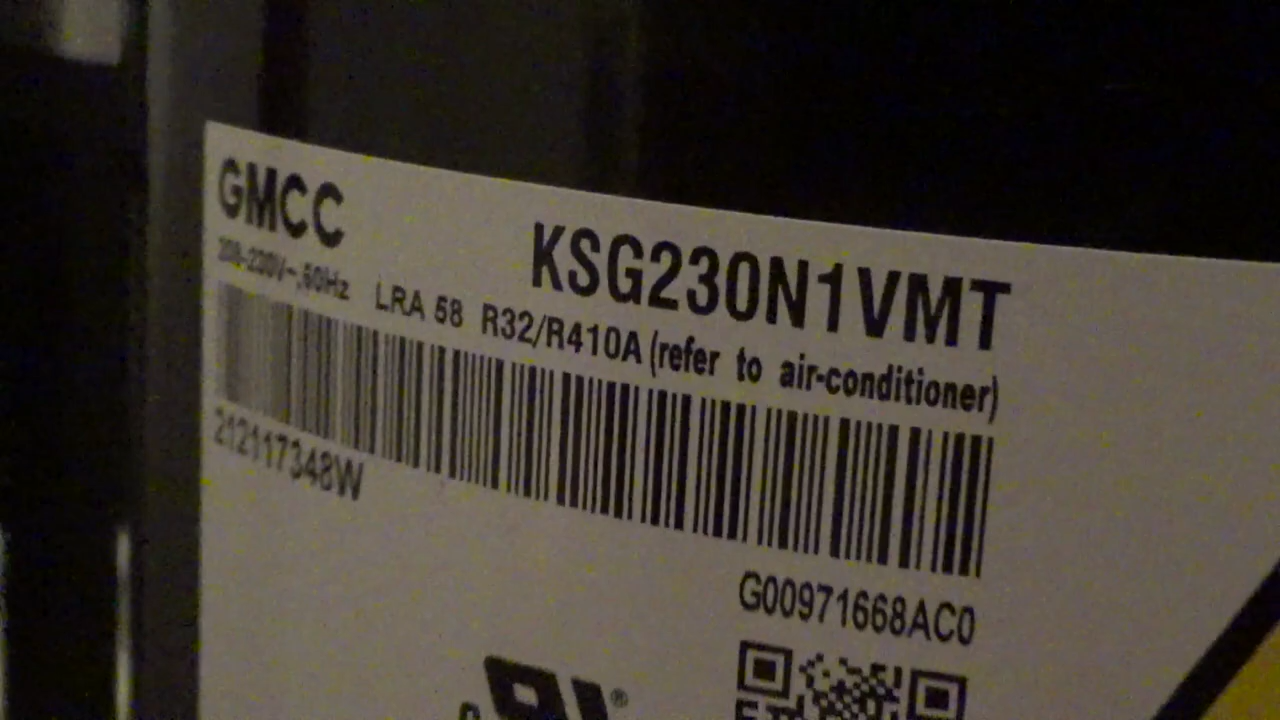 GMCC
KSG230N1VMT
208-230V~,60Hz LRA 58 R32/R410A (refer to air-conditioner)
212117348W
G00971668AC0
®